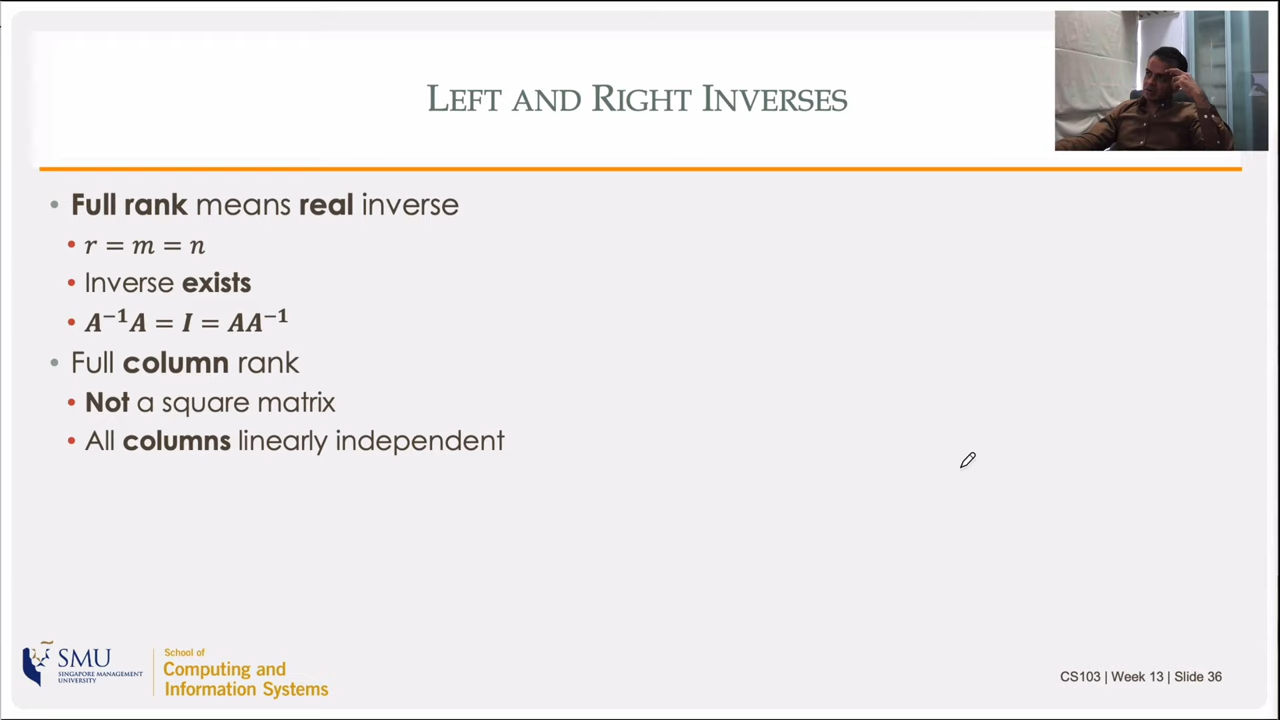 LEFT AND RIGHT INVERSES
• Full rank means real inverse
• r = m = n
• Inverse exists
• A⁻¹A = I = AA⁻¹
• Full column rank
• Not a square matrix
• All columns linearly independent
SMU
SINGAPORE MANAGEMENT
UNIVERSITY
School of
Computing and
Information Systems
CS103 | Week 13 | Slide 36